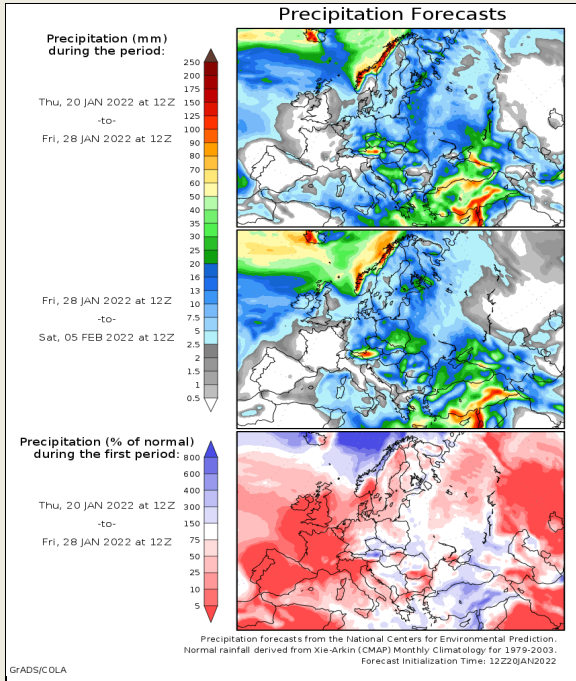 Precipitation Forecasts
Precipitation (mm)
during the period:
Thu, 20 JAN 2022 at 12Z
-to-
Fri, 28 JAN 2022 at 12Z
250
200
175
150
125
100
90
80
70
60
50
40
35
30
25
20
16
13
10
7.5
5
2.5
2
1.5
1
0.5
Fri, 28 JAN 2022 at 12Z
-to-
Sat, 05 FEB 2022 at 12Z
Precipitation (% of normal)
during the first period:
Thu, 20 JAN 2022 at 12Z
-to-
Fri, 28 JAN 2022 at 12Z
800
600
400
300
150
75
50
25
10
5
Precipitation forecasts from the National Centers for Environmental Prediction.
Normal rainfall derived from Xie-Arkin (CMAP) Monthly Climatology for 1979-2003.
Forecast Initialization Time: 12Z20JAN2022
GrADS/COLA